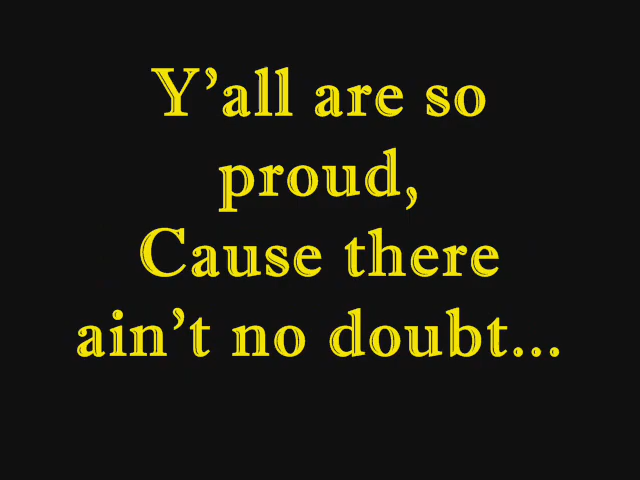 Y’all are so
proud,
Cause there
ain’t no doubt...